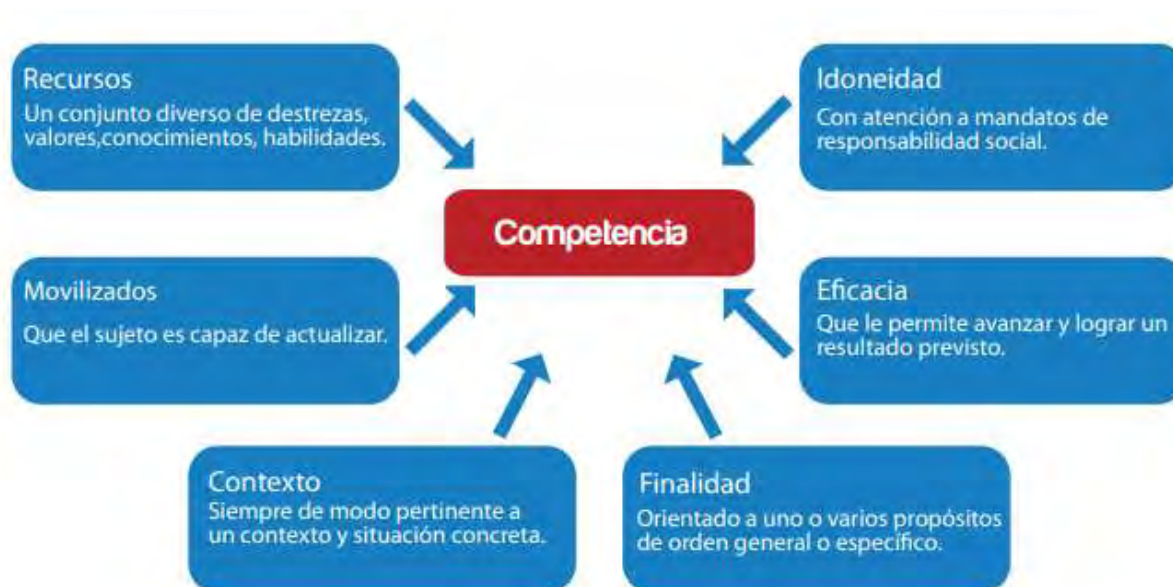 Recursos
Un conjunto diverso de destrezas,
valores,conocimientos, habilidades.
Idoneidad
Con atención a mandatos de
responsabilidad social.
Competencia
Movilizados
Que el sujeto es capaz de actualizar.
Eficacia
Que le permite avanzar y lograr un
resultado previsto.
Contexto
Siempre de modo pertinente a
un contexto y situación concreta.
Finalidad
Orientado a uno o varios propósitos
de orden general o específico.